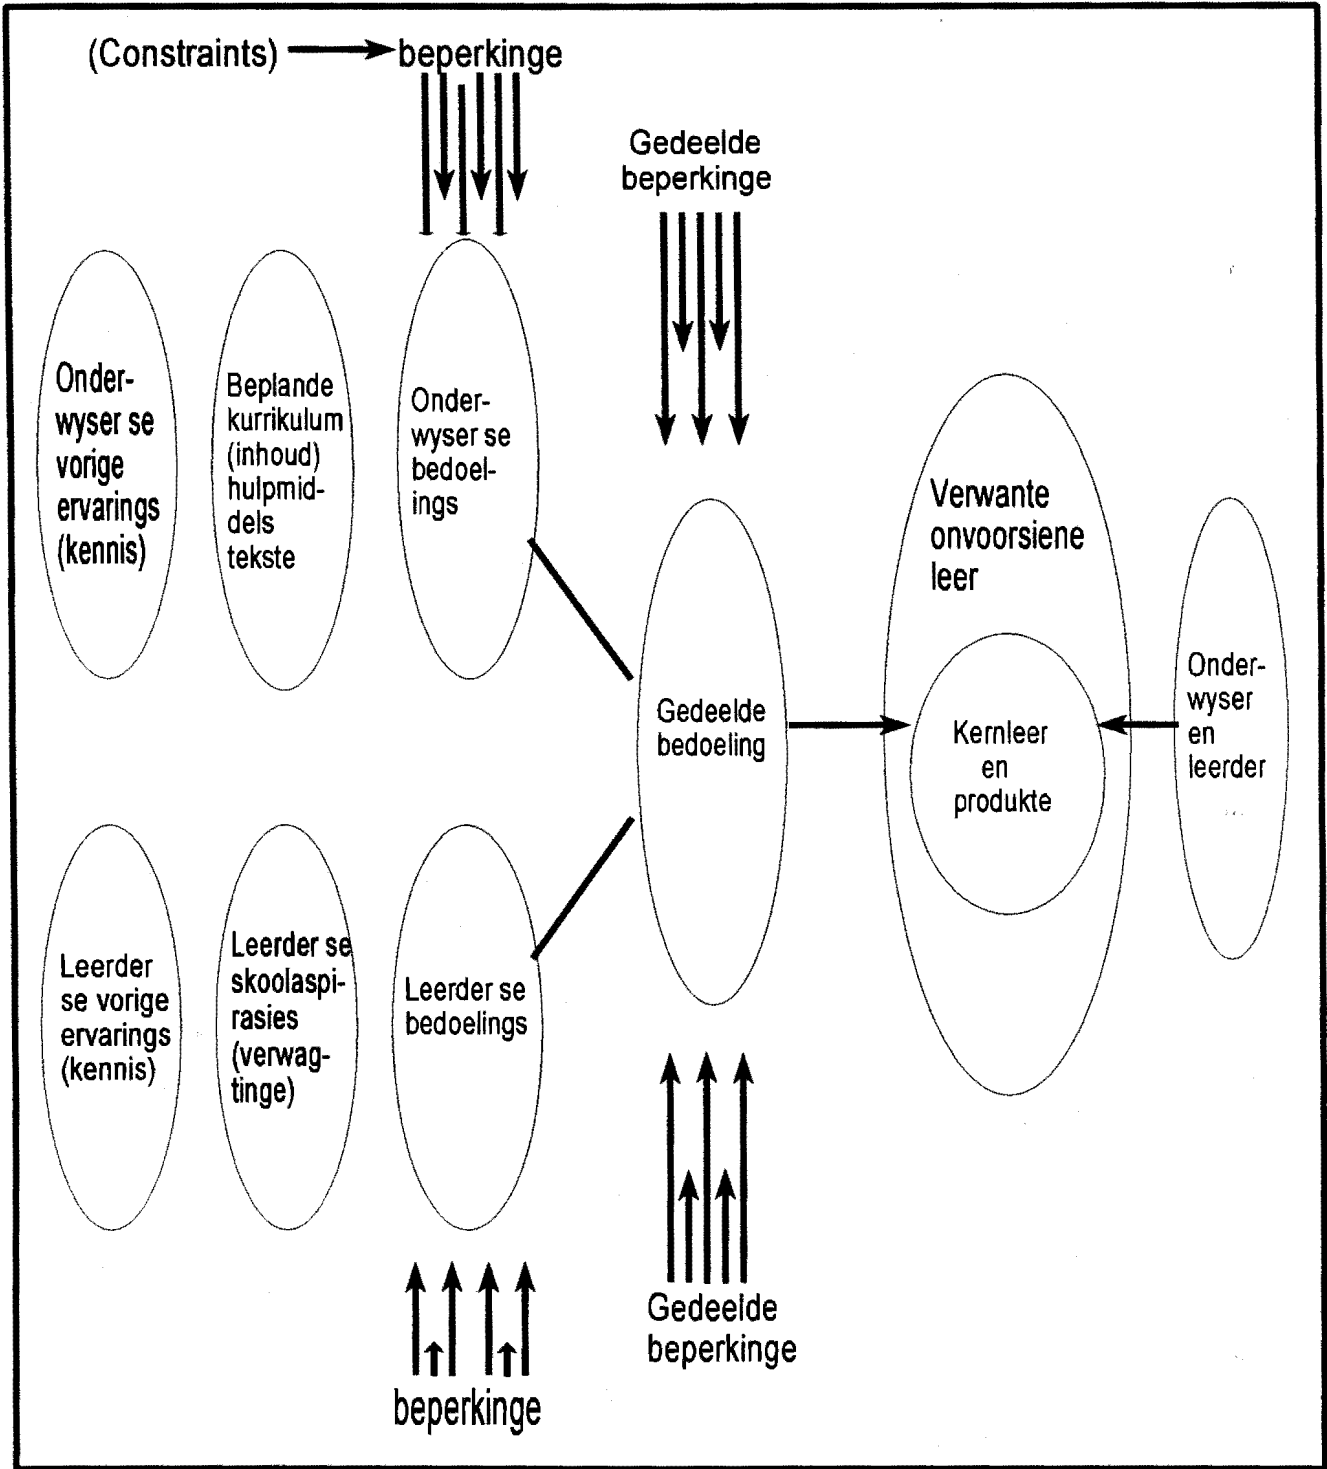 (Constraints) beperkinge
Gedeelde
beperkinge
Onder-
wyser se
vorige
ervarings
(kennis)
Beplande
kurrikulum
(inhoud)
hulpmid-
dels
tekste
Onder-
wyser se
bedoel-
ings
Gedeelde
bedoeling
Verwante
onvoorsiene
leer
Kernleer
en
produkte
Onder-
wyser
en
leerder
Leerder
se vorige
ervarings
(kennis)
Leerder se
skoolaspi-
rasies
(verwag-
tinge)
Leerder se
bedoelings
Gedeelde
beperkinge
beperkinge